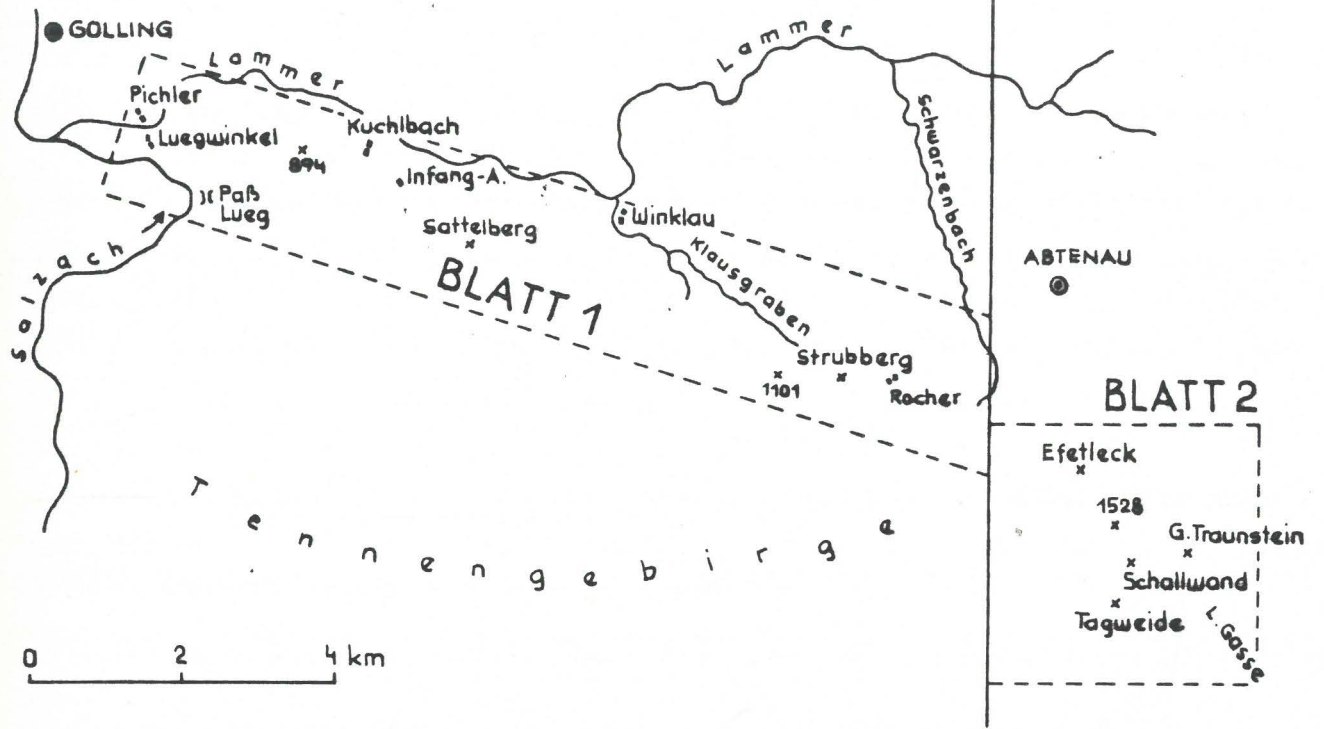 GOLLING
Lammer
Lammer
Pichler
Kuchlbach
Luegwinkel
894
Infang-A.
Schwarzenbach
Paß
Lueg
Winklau
Sattelberg
Salzach
Klausgraben
ABTENAU
BLATT 1
Strubberg
1101
Rocher
BLATT 2
Efetleck
1528
G. Traunstein
Schallwand
Tagweide
L. Gasse
Tennengebirge
0 2 4 km